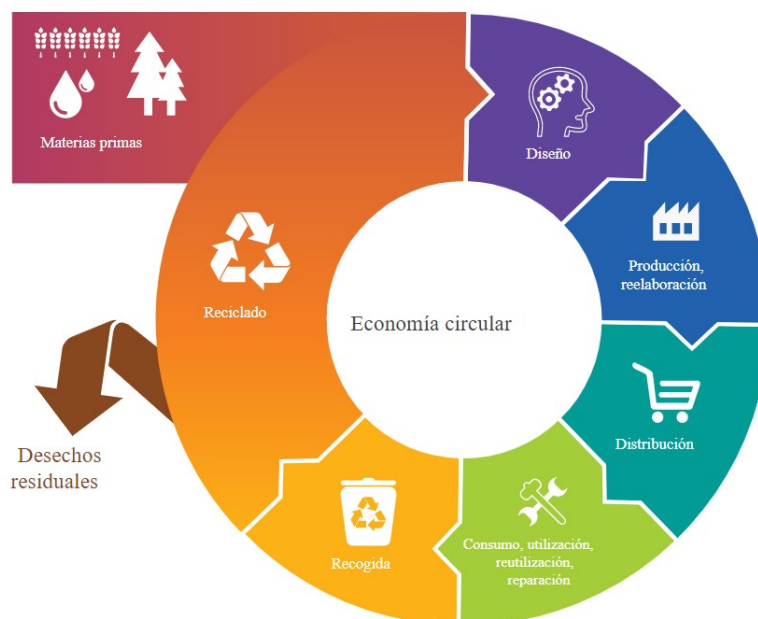 Materias primas
Diseño
Producción,
reelaboración
Reciclado
Economía circular
Distribución
Desechos
residuales
Consumo, utilización,
reutilización,
reparación
Recogida